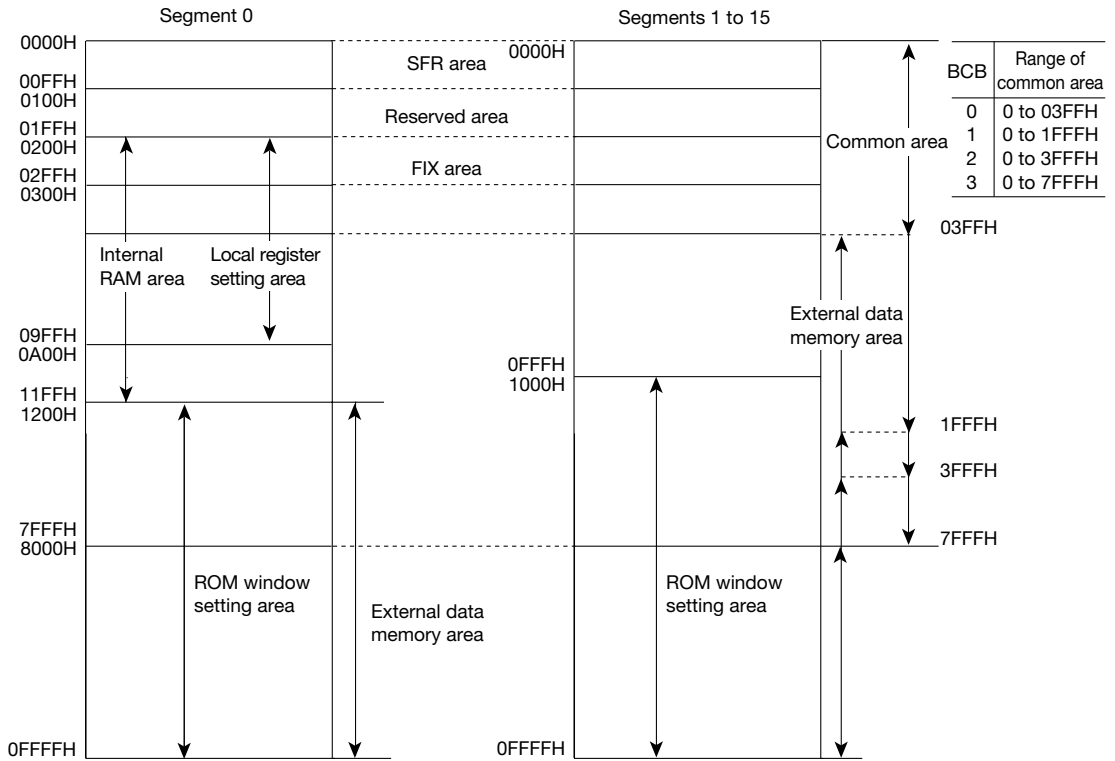 Segment 0
Segments 1 to 15
0000H
00FFH
0100H
01FFH
0200H
02FFH
0300H
09FFH
0A00H
11FFH
1200H
7FFFH
8000H
0FFFFH
Internal
RAM area
Local register
setting area
ROM window
setting area
External data
memory area
SFR area
Reserved area
FIX area
0000H
0FFFH
1000H
0FFFFH
ROM window
setting area
Common area
External data
memory area
03FFH
1FFFH
3FFFH
7FFFH
BCB Range of
common area
0 0 to 03FFH
1 0 to 1FFFH
2 0 to 3FFFH
3 0 to 7FFFH